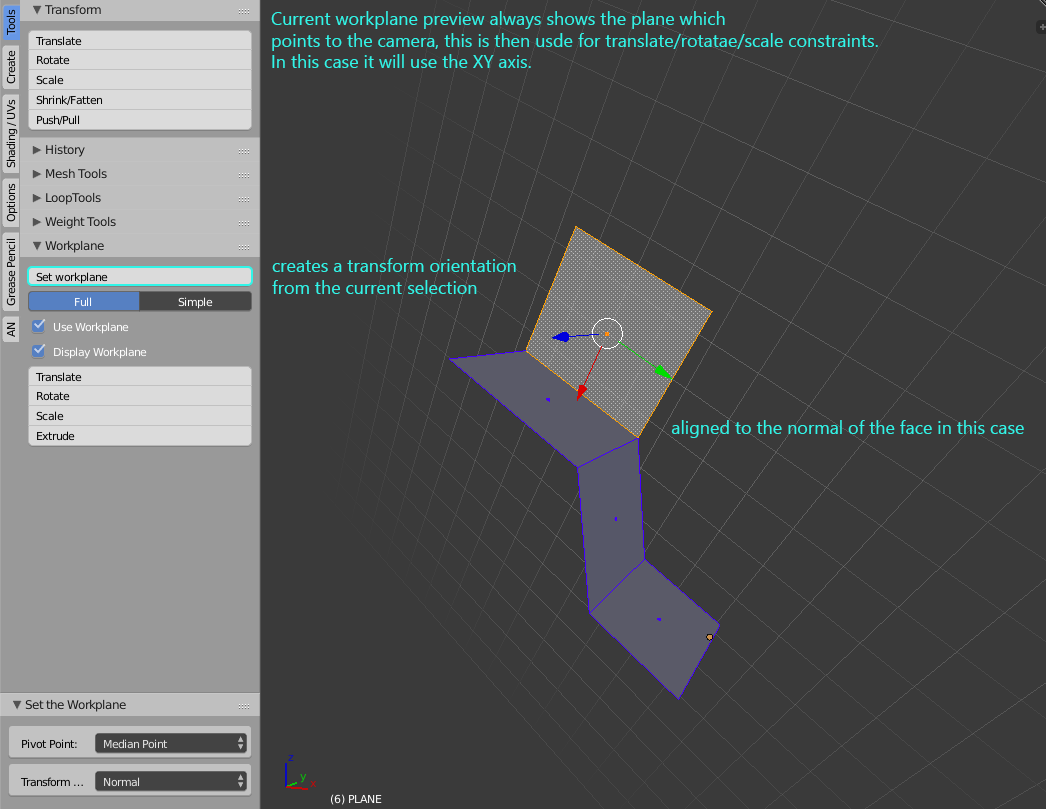 Tools
Create
Shading / UVs
Options
Grease Pencil
AN
Transform
Translate
Rotate
Scale
Shrink/Fatten
Push/Pull
History
Mesh Tools
LoopTools
Weight Tools
Workplane
Set workplane
Full Simple
Use Workplane
Display Workplane
Translate
Rotate
Scale
Extrude
Set the Workplane
Pivot Point: Median Point
Transform ... Normal
Current workplane preview always shows the plane which
points to the camera, this is then usde for translate/rotatae/scale constraints.
In this case it will use the XY axis.
creates a transform orientation
from the current selection
aligned to the normal of the face in this case
z
y
x
(6) PLANE